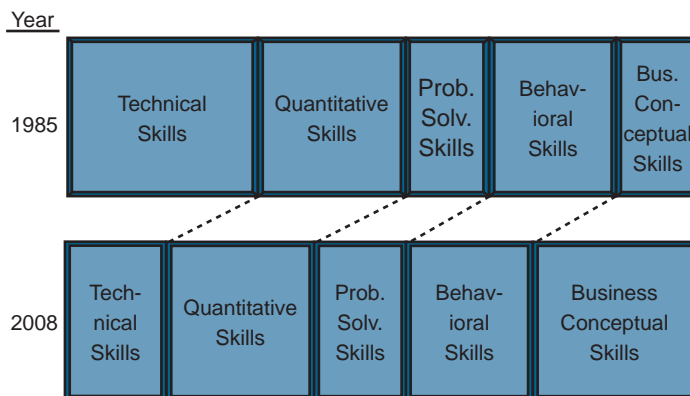 Year
1985
Technical
Skills
Quantitative
Skills
Prob.
Solv.
Skills
Behav-
ioral
Skills
Bus.
Con-
ceptual
Skills
2008
Tech-
nical
Skills
Quantitative
Skills
Prob.
Solv.
Skills
Behav-
ioral
Skills
Business
Conceptual
Skills